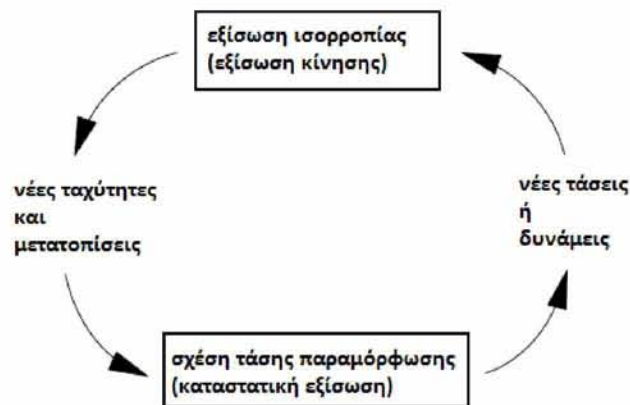 εξίσωση ισορροπίας
(εξίσωση κίνησης)
νέες ταχύτητες
και
μετατοπίσεις
νέες τάσεις
ή
δυνάμεις
σχέση τάσης παραμόρφωσης
(καταστατική εξίσωση)